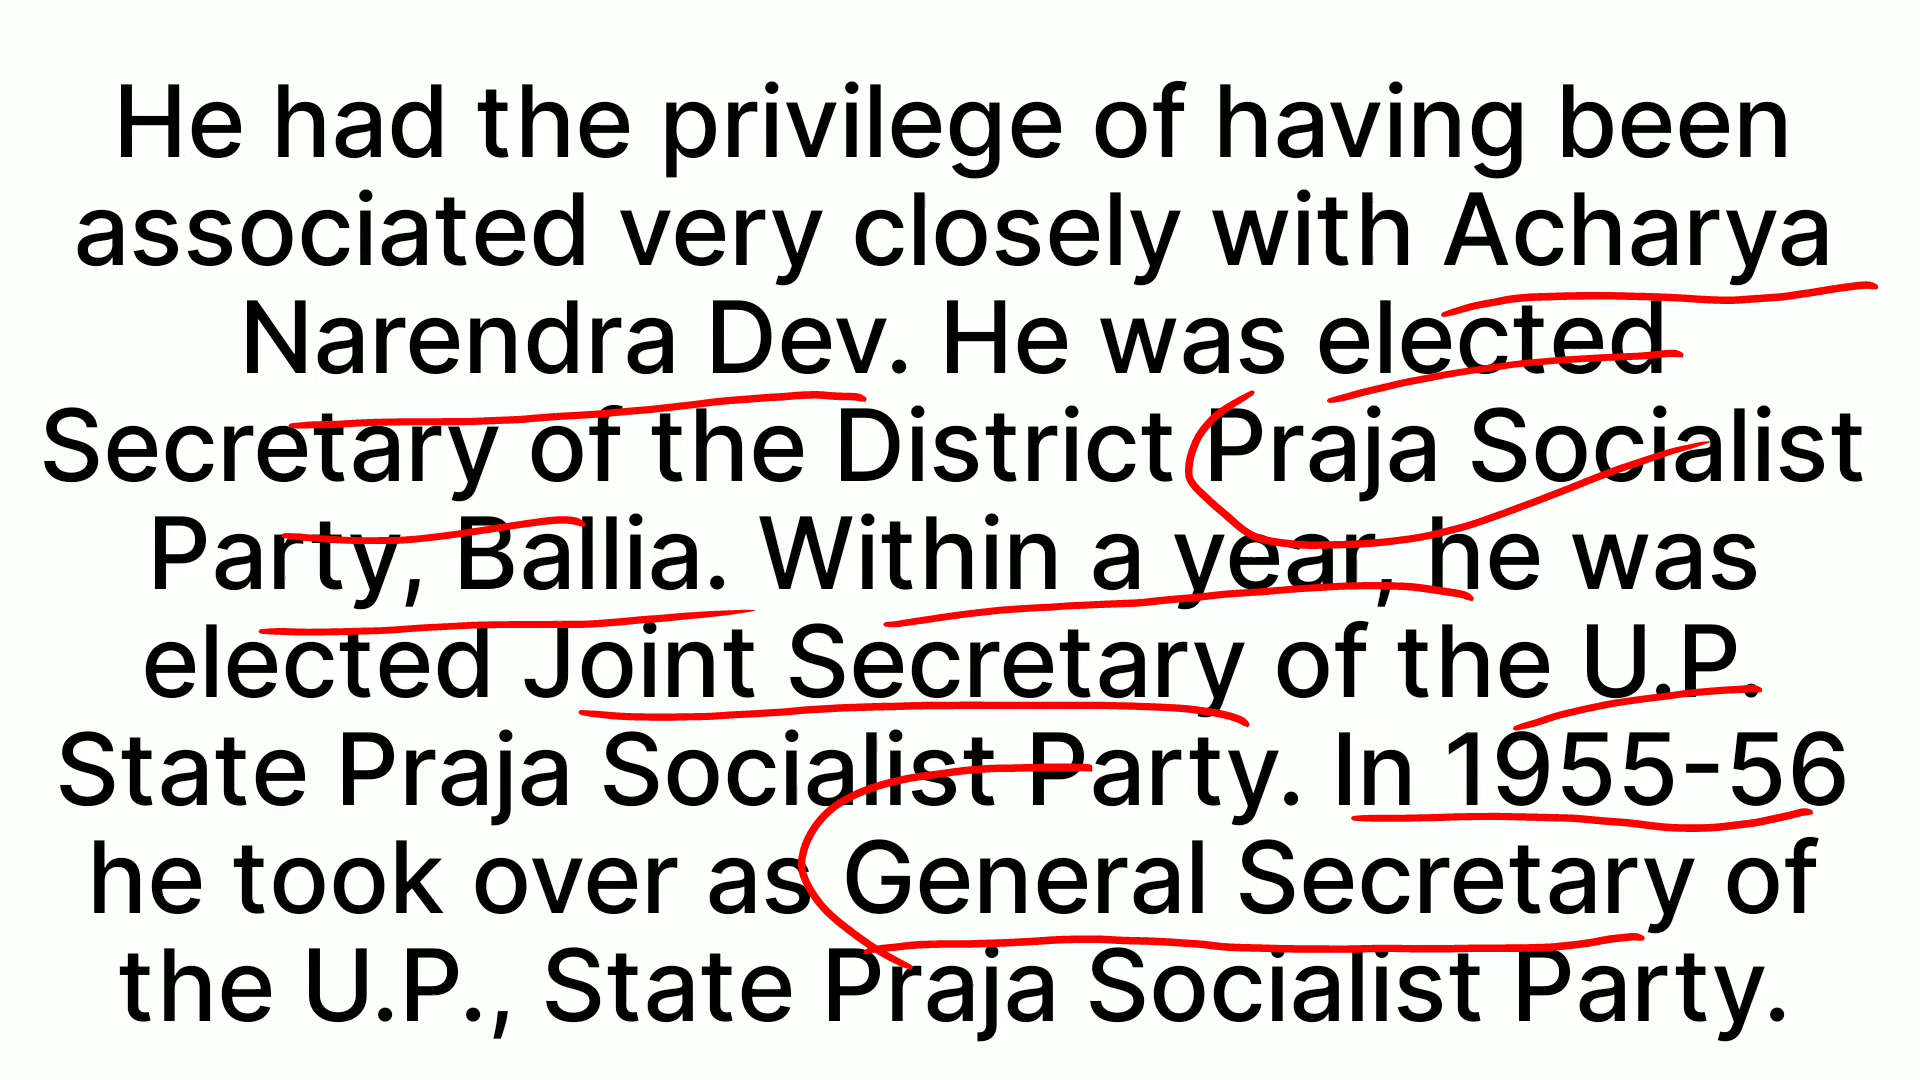 He had the privilege of having been
associated very closely with Acharya
Narendra Dev. He was elected
Secretary of the District Praja Socialist
Party, Ballia. Within a year, he was
elected Joint Secretary of the U.P.
State Praja Socialist Party. In 1955-56
he took over as General Secretary of
the U.P., State Praja Socialist Party.